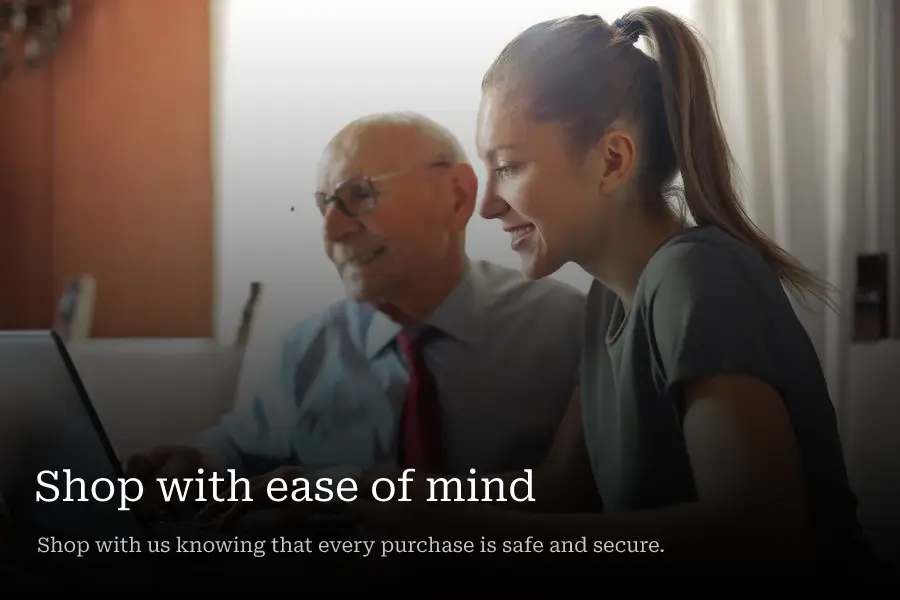 Shop with ease of mind
Shop with us knowing that every purchase is safe and secure.